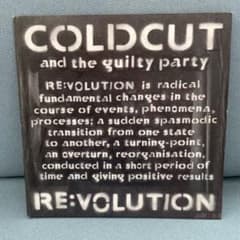 COLDCUT
and the guilty party
RE:VOLUTION is radical
fundamental changes in the
course of events, phenomena,
processes; a sudden spasmodic
transition from one state
to another, a turning-point,
an overturn, reorganisation,
conducted in a short period of
time and giving positive results
RE:VOLUTION